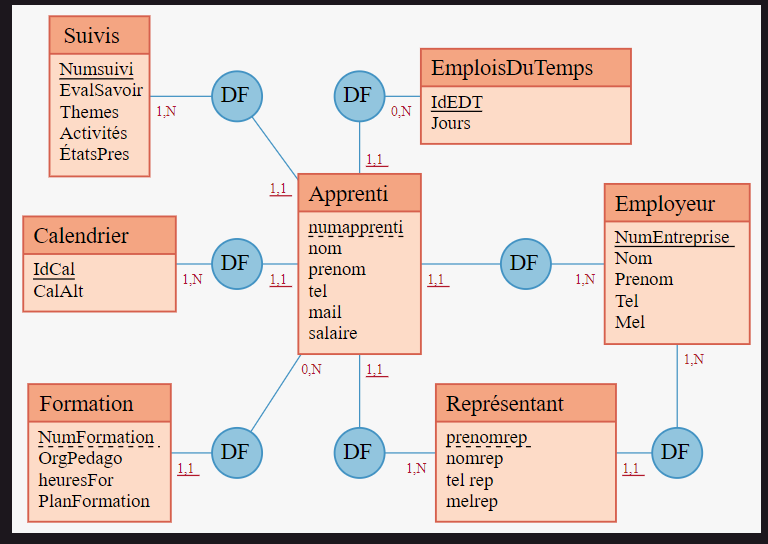 Suivis
Numsuivi
EvalSavoir
Themes
Activités
ÉtatsPres
1,N
DF
1,1
DF
0,N
1,1
EmploisDuTemps
IdEDT
Jours
Apprenti
numapprenti
nom
prenom
tel
mail
salaire
Calendrier
IdCal
CalAlt
1,N
DF
1,1
1,1
DF
1,N
Employeur
NumEntreprise
Nom
Prenom
Tel
Mel
1,N
0,N
1,1
Formation
NumFormation
OrgPedago
heuresFor
PlanFormation
1,1
DF
DF
1,N
Représentant
prenomrep
nomrep
tel rep
melrep
1,1
DF